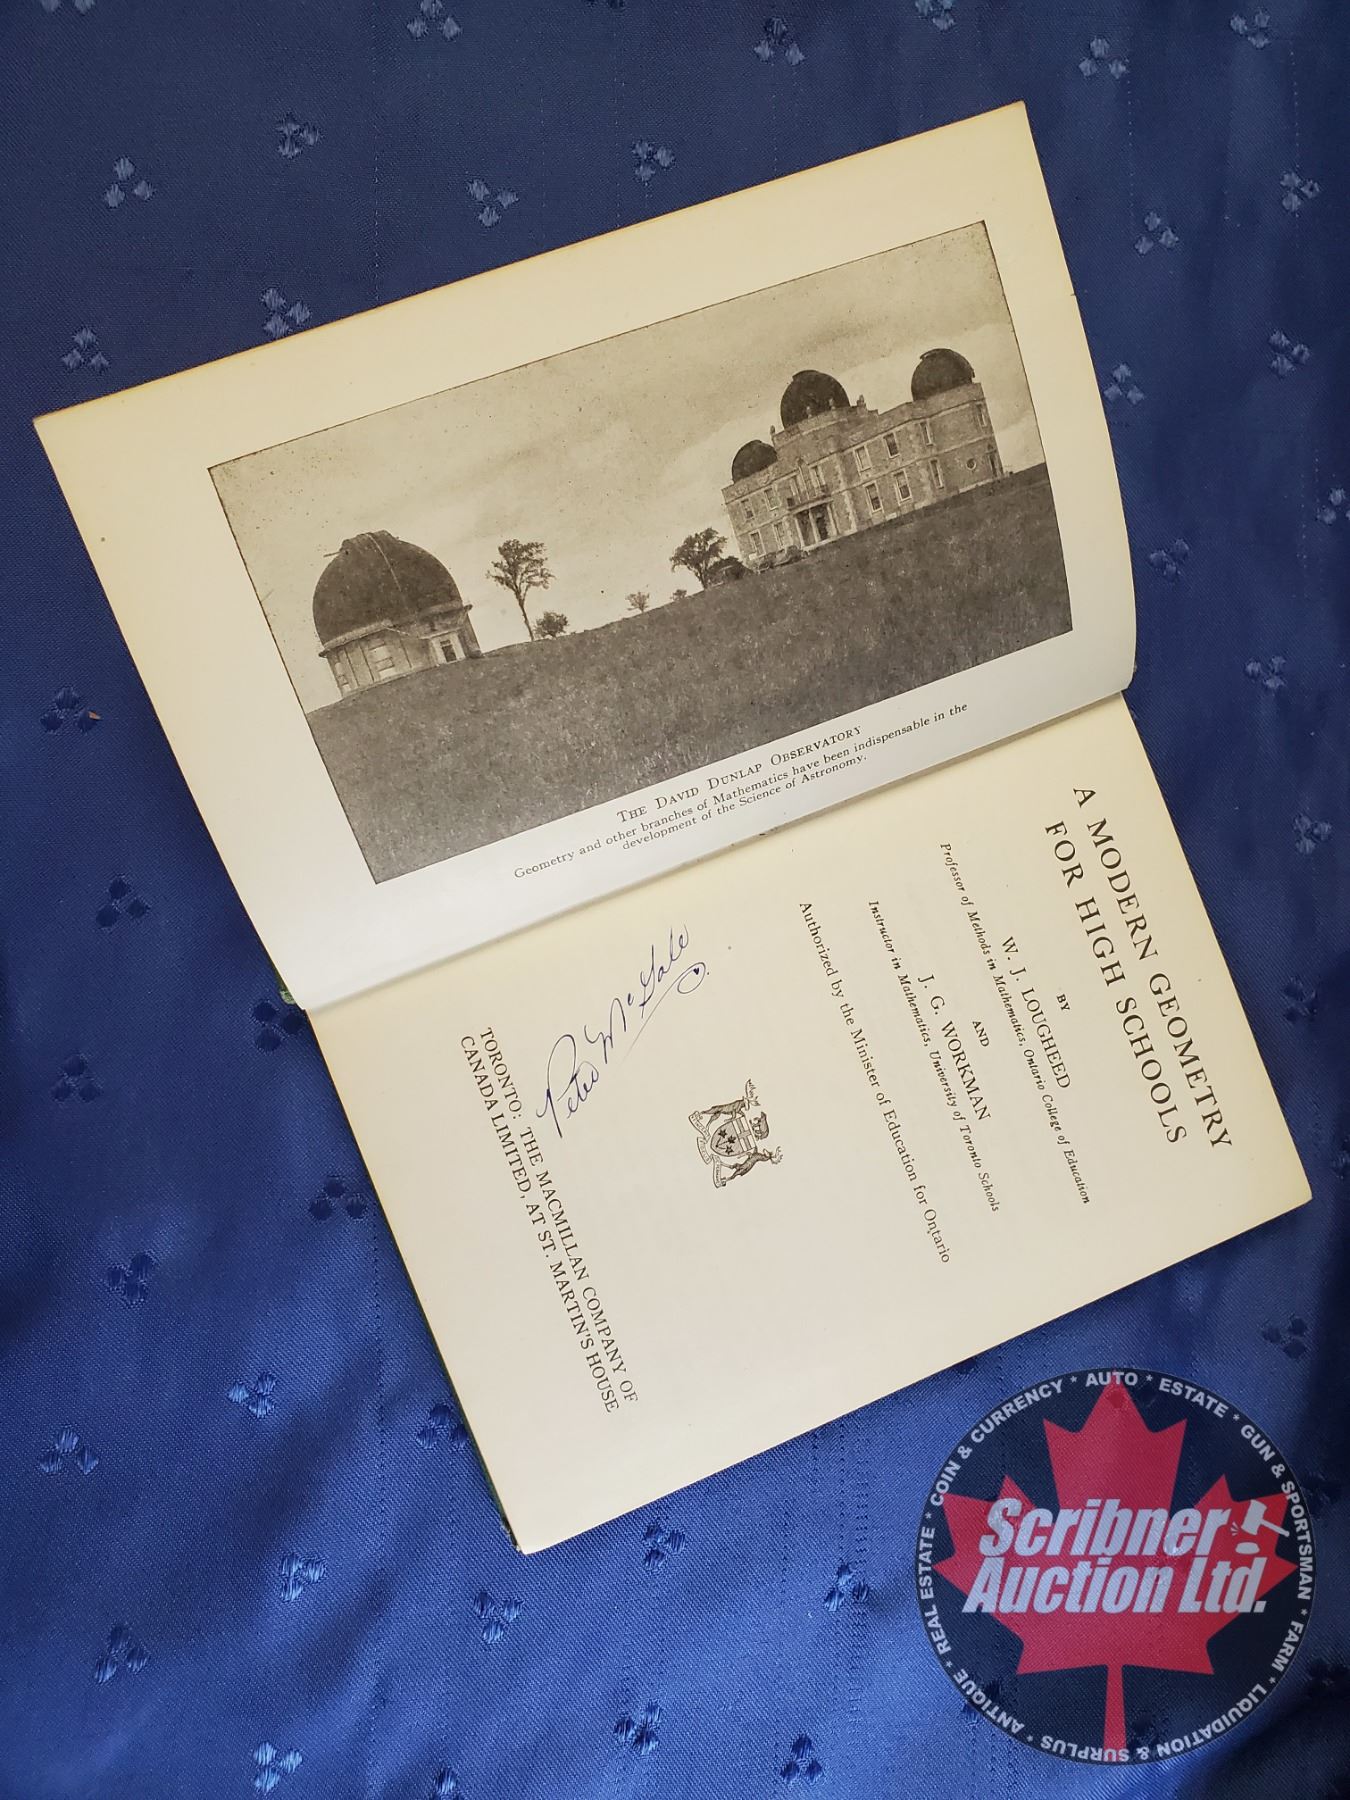 THE DAVID DUNLAP OBSERVATORY
Geometry and other branches of Mathematics have been indispensable in the
development of the Science of Astronomy.
A MODERN GEOMETRY
FOR HIGH SCHOOLS
BY
W. J. LOUGHEED
Professor of Methods in Mathematics, Ontario College of Education
AND
J. G. WORKMAN
Instructor in Mathematics, University of Toronto Schools
Authorized by the Minister of Education for Ontario
TORONTO: THE MACMILLAN COMPANY OF
CANADA LIMITED, AT ST. MARTIN'S HOUSE
Scribner
Auction Ltd.
REAL ESTATE * COIN & CURRENCY * AUTO * ESTATE * GUN & SPORTSMAN * FARM * LIQUIDATION & SURPLUS * ANTIQUE *